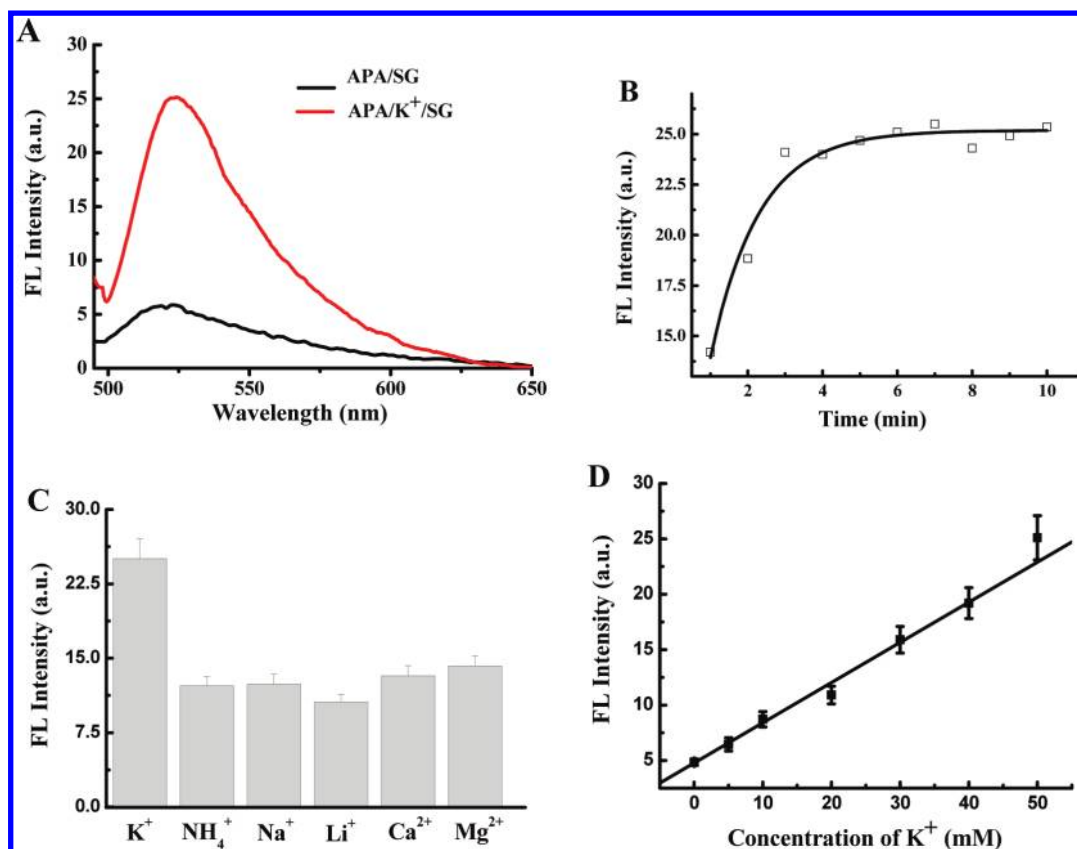 A
30
25
20
15
10
5
0
FL Intensity (a.u.)
500 550 600 650
Wavelength (nm)
APA/SG
APA/K⁺/SG
B
25.0
22.5
20.0
17.5
15.0
FL Intensity (a.u.)
2 4 6 8 10
Time (min)
C
30.0
22.5
15.0
7.5
0.0
FL Intensity (a.u.)
K⁺ NH₄⁺ Na⁺ Li⁺ Ca²⁺ Mg²⁺
D
30
25
20
15
10
5
FL Intensity (a.u.)
0 10 20 30 40 50
Concentration of K⁺ (mM)